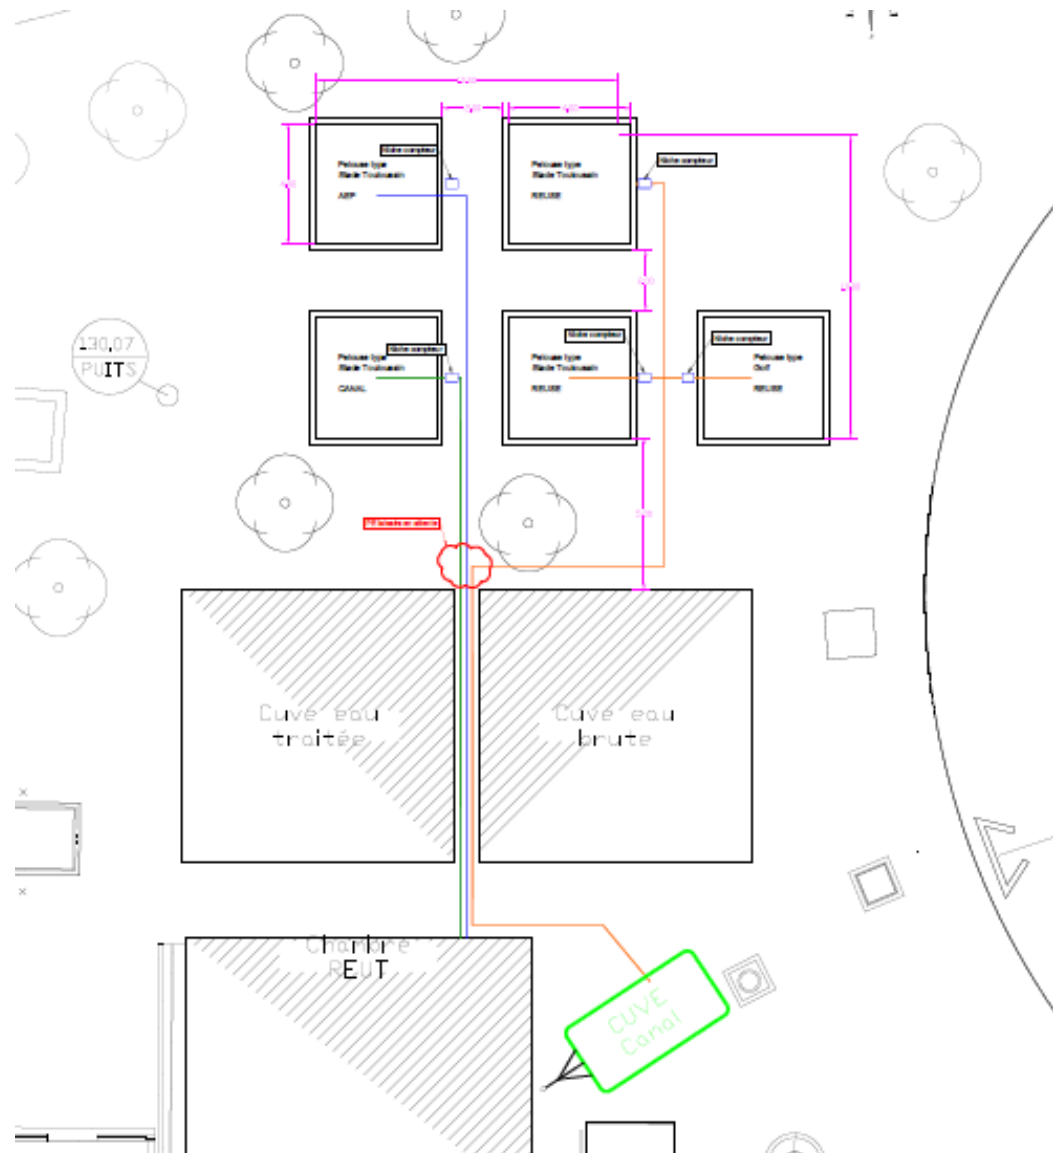 Niche compteur
Pelouse type
Stade Toulousain
AEP
Pelouse type
Stade Toulousain
REUSE
Niche compteur
130,07
PUITS
Niche compteur
Pelouse type
Stade Toulousain
CANAL
Niche compteur
Pelouse type
Stade Toulousain
REUSE
Niche compteur
Pelouse type
Golf
REUSE
Cuve eau
traitée
Cuve eau
brute
Chambre
REUT
CUVE
Canal